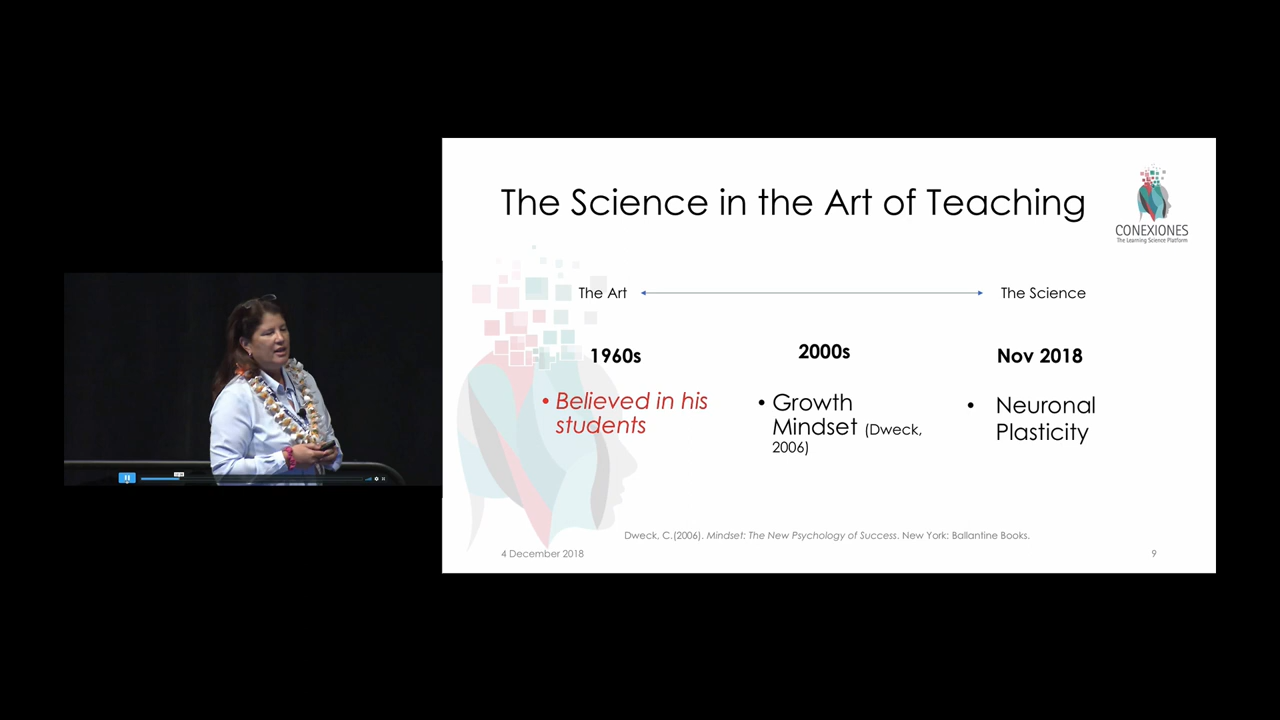 The Science in the Art of Teaching
CONEXIONES
The Learning Science Platform
The Art
The Science
1960s
2000s
Nov 2018
• Believed in his
students
• Growth
Mindset (Dweck,
2006)
• Neuronal
Plasticity
Dweck, C.(2006). Mindset: The New Psychology of Success. New York: Ballantine Books.
4 December 2018
9